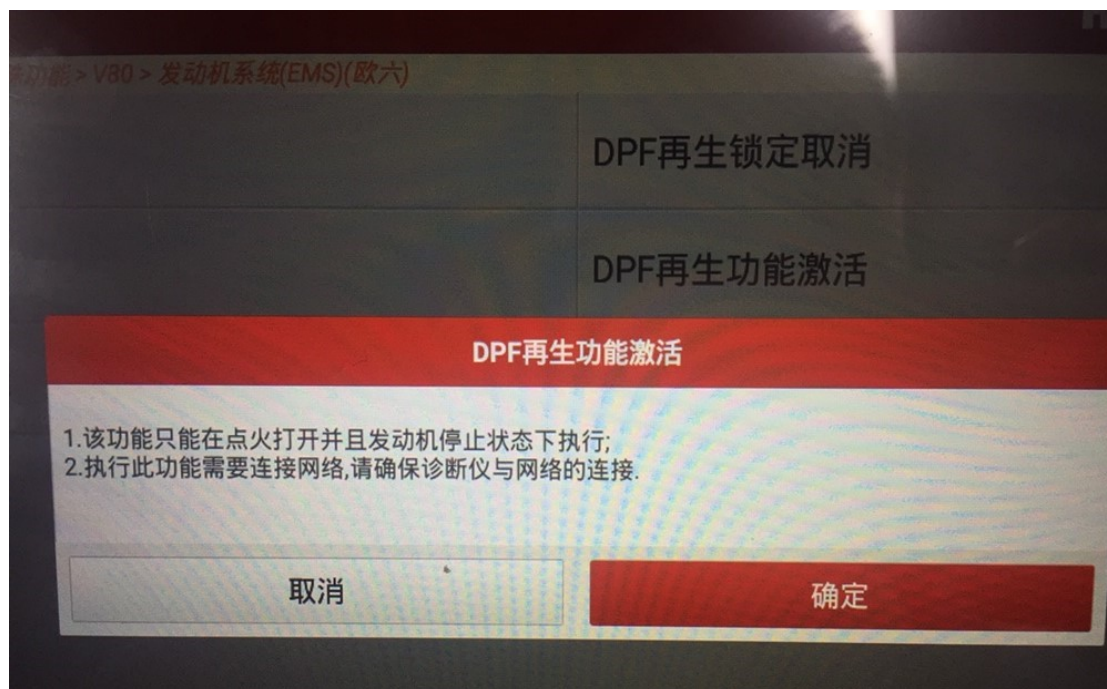 殊功能 > V80 > 发动机系统(EMS)(欧六)
DPF再生锁定取消
DPF再生功能激活
DPF再生功能激活
1.该功能只能在点火打开并且发动机停止状态下执行;
2.执行此功能需要连接网络,请确保诊断仪与网络的连接.
取消
确定